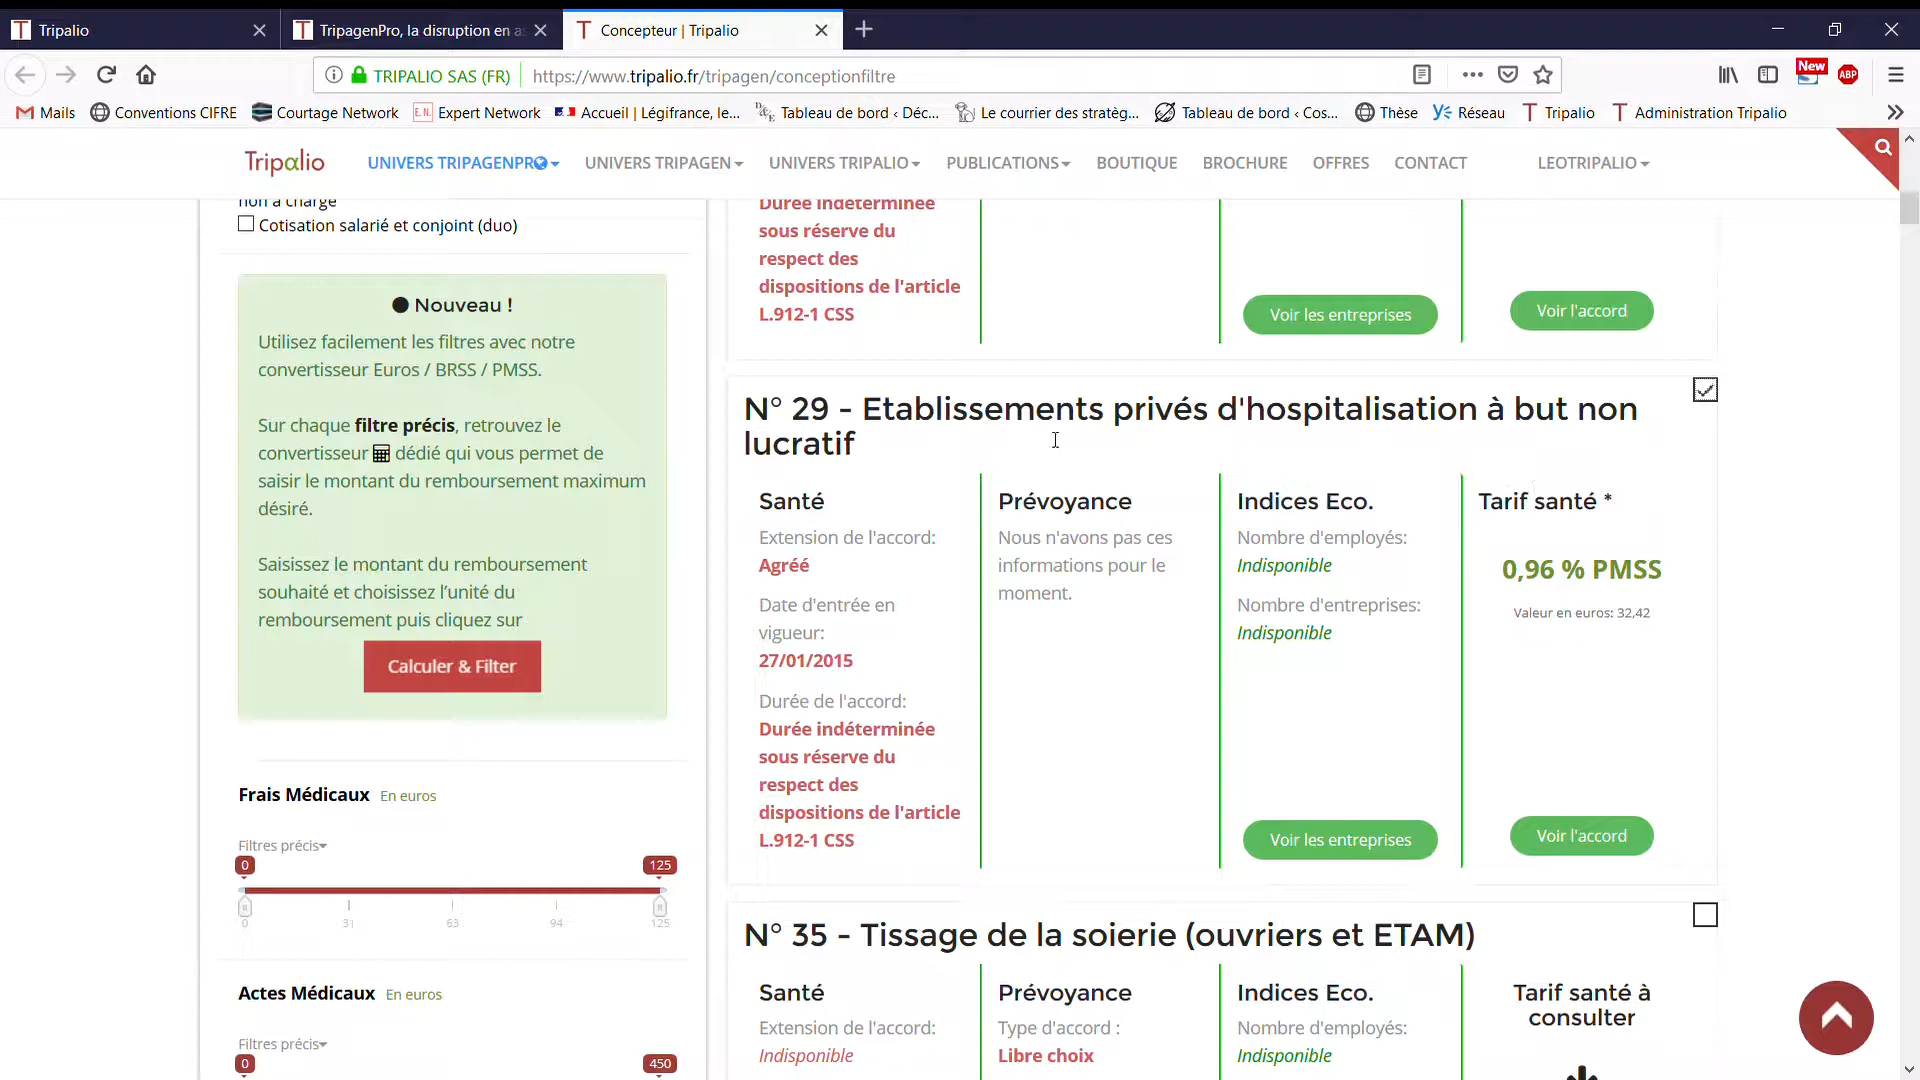 Tripalio
TripagenPro, la disruption en as
Concepteur | Tripalio
TRIPALIO SAS (FR)
https://www.tripalio.fr/tripagen/conceptionfiltre
New
ABP
Mails
Conventions CIFRE
Courtage Network
E.N.
Expert Network
Accueil | Légifrance, le...
Tableau de bord ‹ Déc...
Le courrier des stratèg...
Tableau de bord ‹ Cos...
Thèse
Réseau
Tripalio
Administration Tripalio
Tripalio
UNIVERS TRIPAGENPRO
UNIVERS TRIPAGEN
UNIVERS TRIPALIO
PUBLICATIONS
BOUTIQUE
BROCHURE
OFFRES
CONTACT
LEOTRIPALIO
non à charge
Cotisation salarié et conjoint (duo)
Nouveau !
Utilisez facilement les filtres avec notre
convertisseur Euros / BRSS / PMSS.
Sur chaque filtre précis, retrouvez le
convertisseur dédié qui vous permet de
saisir le montant du remboursement maximum
désiré.
Saisissez le montant du remboursement
souhaité et choisissez l’unité du
remboursement puis cliquez sur
Calculer & Filter
Frais Médicaux En euros
Filtres précis
0
125
0
31
63
94
125
Actes Médicaux En euros
Filtres précis
0
450
Durée indéterminée
sous réserve du
respect des
dispositions de l'article
L.912-1 CSS
Voir les entreprises
Voir l'accord
N° 29 - Etablissements privés d'hospitalisation à but non
lucratif
Santé
Extension de l'accord:
Agréé
Date d'entrée en
vigueur:
27/01/2015
Durée de l'accord:
Durée indéterminée
sous réserve du
respect des
dispositions de l'article
L.912-1 CSS
Prévoyance
Nous n'avons pas ces
informations pour le
moment.
Indices Eco.
Nombre d'employés:
Indisponible
Nombre d'entreprises:
Indisponible
Voir les entreprises
Tarif santé *
0,96 % PMSS
Valeur en euros: 32,42
Voir l'accord
N° 35 - Tissage de la soierie (ouvriers et ETAM)
Santé
Extension de l'accord:
Indisponible
Prévoyance
Type d'accord :
Libre choix
Indices Eco.
Nombre d'employés:
Indisponible
Tarif santé à
consulter